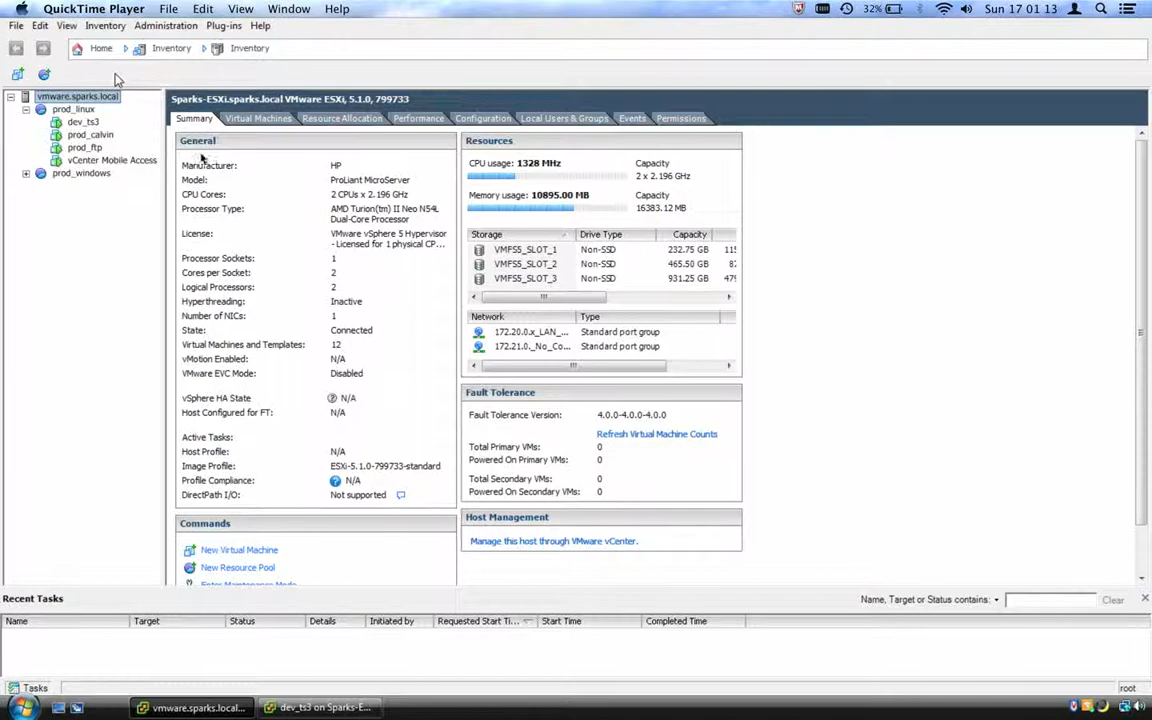 QuickTime Player File Edit View Window Help 32% Sun 17 01 13
File Edit View Inventory Administration Plug-ins Help
Home Inventory Inventory
vmware.sparks.local
prod_linux
dev_ts3
prod_calvin
prod_ftp
vCenter Mobile Access
prod_windows
Sparks-ESXi.sparks.local VMware ESXi, 5.1.0, 799733
Summary Virtual Machines Resource Allocation Performance Configuration Local Users & Groups Events Permissions
General
Manufacturer: HP
Model: ProLiant MicroServer
CPU Cores: 2 CPUs x 2.196 GHz
Processor Type: AMD Turion(tm) II Neo N54L
Dual-Core Processor
License: VMware vSphere 5 Hypervisor
- Licensed for 1 physical CP...
Processor Sockets: 1
Cores per Socket: 2
Logical Processors: 2
Hyperthreading: Inactive
Number of NICs: 1
State: Connected
Virtual Machines and Templates: 12
vMotion Enabled: N/A
VMware EVC Mode: Disabled
vSphere HA State N/A
Host Configured for FT: N/A
Active Tasks:
Host Profile: N/A
Image Profile: ESXi-5.1.0-799733-standard
Profile Compliance: N/A
DirectPath I/O: Not supported
Commands
New Virtual Machine
New Resource Pool
Enter Maintenance Mode
Resources
CPU usage: 1328 MHz Capacity
2 x 2.196 GHz
Memory usage: 10895.00 MB Capacity
16383.12 MB
Storage Drive Type Capacity
VMFS5_SLOT_1 Non-SSD 232.75 GB 115
VMFS5_SLOT_2 Non-SSD 465.50 GB 87
VMFS5_SLOT_3 Non-SSD 931.25 GB 479
Network Type
172.20.0.x_LAN_... Standard port group
172.21.0._No_Co... Standard port group
Fault Tolerance
Fault Tolerance Version: 4.0.0-4.0.0-4.0.0
Refresh Virtual Machine Counts
Total Primary VMs: 0
Powered On Primary VMs: 0
Total Secondary VMs: 0
Powered On Secondary VMs: 0
Host Management
Manage this host through VMware vCenter.
Recent Tasks Name, Target or Status contains: Clear
Name Target Status Details Initiated by Requested Start Ti... Start Time Completed Time
Tasks root
vmware.sparks.local... dev_ts3 on Sparks-E...